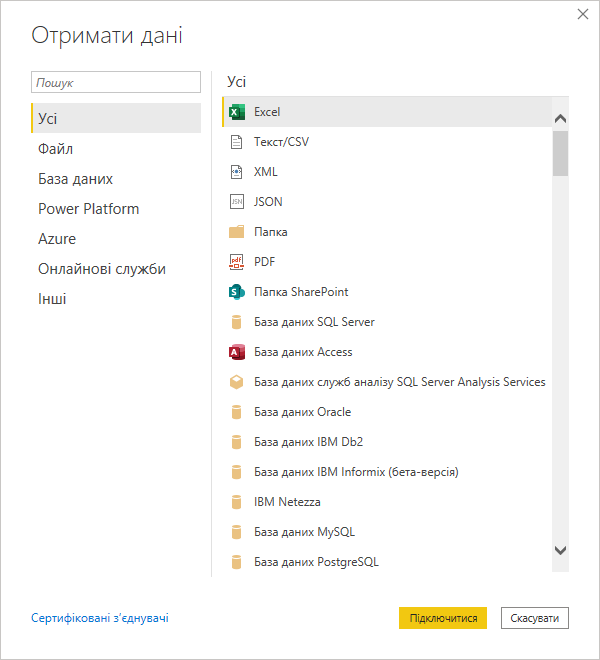 Отримати дані
Пошук
Усі
Файл
База даних
Power Platform
Azure
Онлайнові служби
Інші
Усі
Excel
Текст/CSV
XML
JSON
Папка
PDF
Папка SharePoint
База даних SQL Server
База даних Access
База даних служб аналізу SQL Server Analysis Services
База даних Oracle
База даних IBM Db2
База даних IBM Informix (бета-версія)
IBM Netezza
База даних MySQL
База даних PostgreSQL
Сертифіковані з’єднувачі
Підключитися
Скасувати